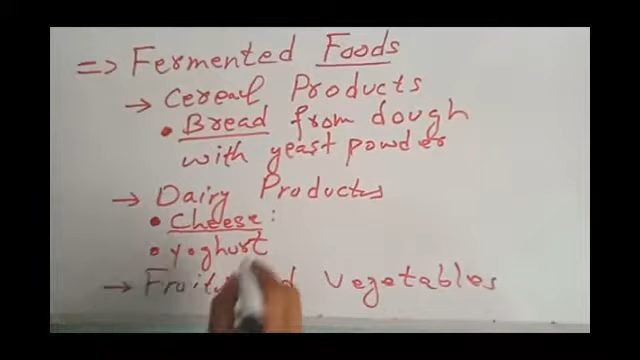 => Fermented Foods
→ Cereal Products
• Bread from dough
with yeast powder
→ Dairy Products
• Cheese:
• Yoghurt
→ Vegetables